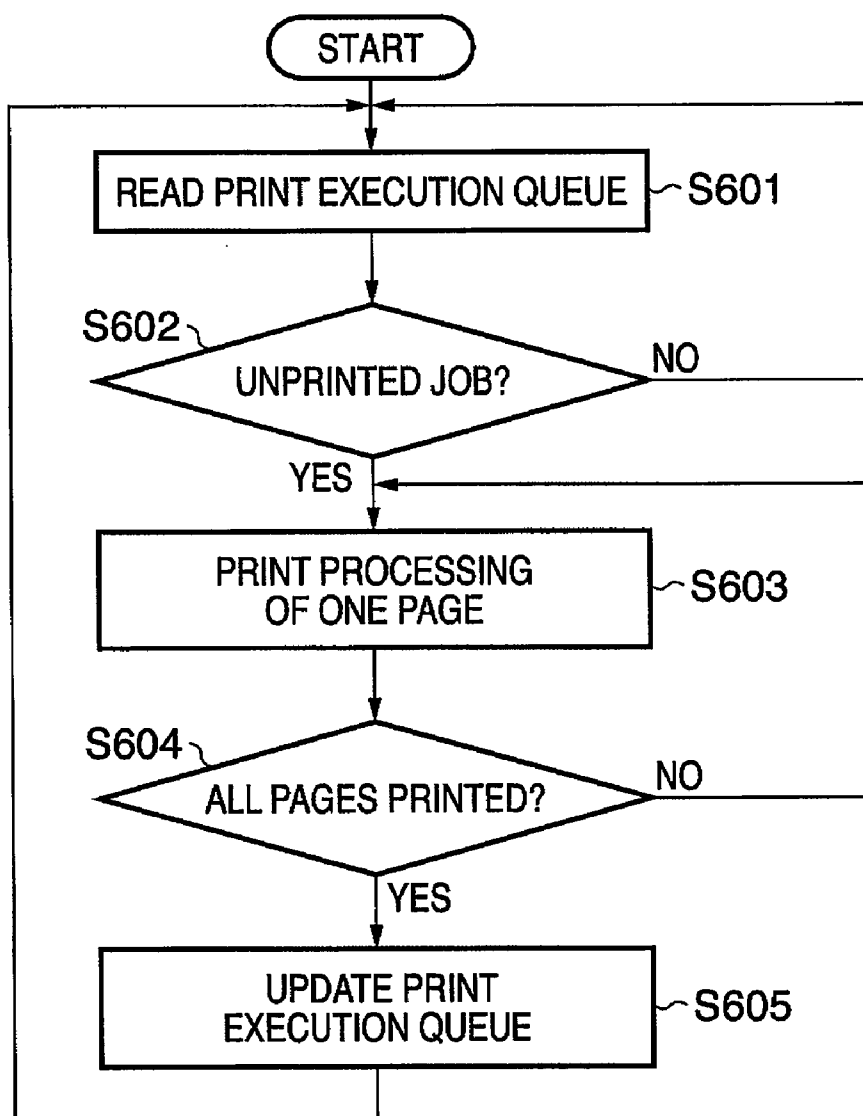 START
READ PRINT EXECUTION QUEUE
S601
S602
UNPRINTED JOB?
NO
YES
PRINT PROCESSING
OF ONE PAGE
S603
S604
ALL PAGES PRINTED?
NO
YES
UPDATE PRINT
EXECUTION QUEUE
S605